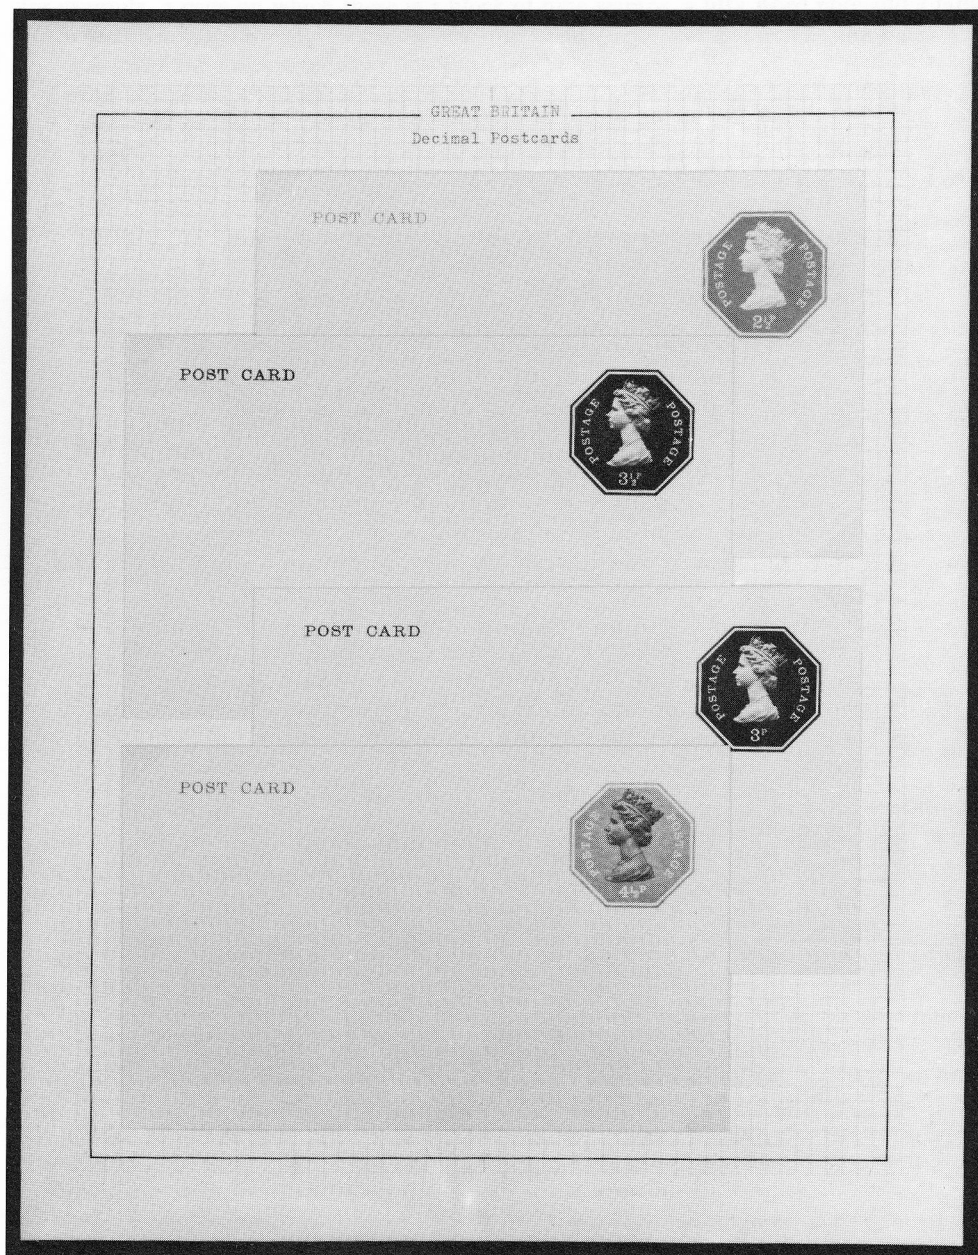 GREAT BRITAIN
Decimal Postcards
POST CARD
POSTAGE POSTAGE
2½P
POST CARD
POSTAGE POSTAGE
3½P
POST CARD
POSTAGE POSTAGE
3P
POST CARD
POSTAGE POSTAGE
4½P